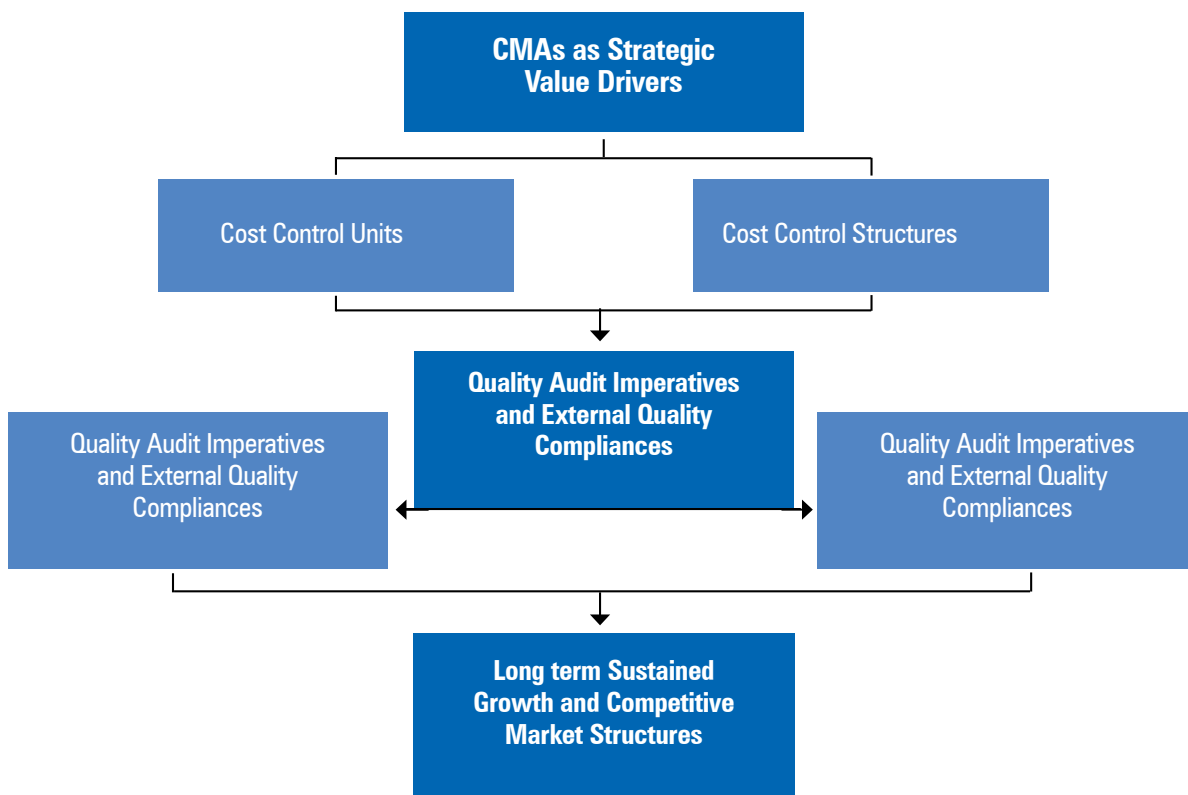 CMAs as Strategic
Value Drivers
Cost Control Units
Cost Control Structures
Quality Audit Imperatives
and External Quality
Compliances
Quality Audit Imperatives
and External Quality
Compliances
Quality Audit Imperatives
and External Quality
Compliances
Long term Sustained
Growth and Competitive
Market Structures